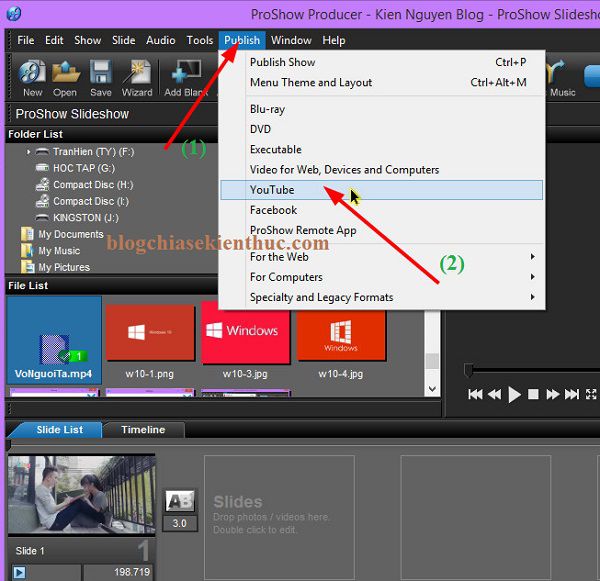 ProShow Producer - Kien Nguyen Blog - ProShow Slidesho
File Edit Show Slide Audio Tools Publish Window Help
New Open Save Wizard Add Blank Music
ProShow Slideshow
Publish Show Ctrl+P
Menu Theme and Layout Ctrl+Alt+M
Blu-ray
DVD
Executable
Video for Web, Devices and Computers
YouTube
Facebook
ProShow Remote App
For the Web
For Computers
Specialty and Legacy Formats
(1)
(2)
Folder List
TranHien (TY) (F:)
HOC TAP (G:)
Compact Disc (H:)
Compact Disc (I:)
KINGSTON (J:)
My Documents
My Music
My Pictures
blogchiasekienthuc.com
File List
1
Windows 10
Windows
Windows
VoNguoiTa.mp4 w10-1.png w10-3.jpg w10-4.jpg
Slide List Timeline
AB
3.0
Slides
Drop photos / videos here.
Double click to edit.
Slide 1 1
198.719